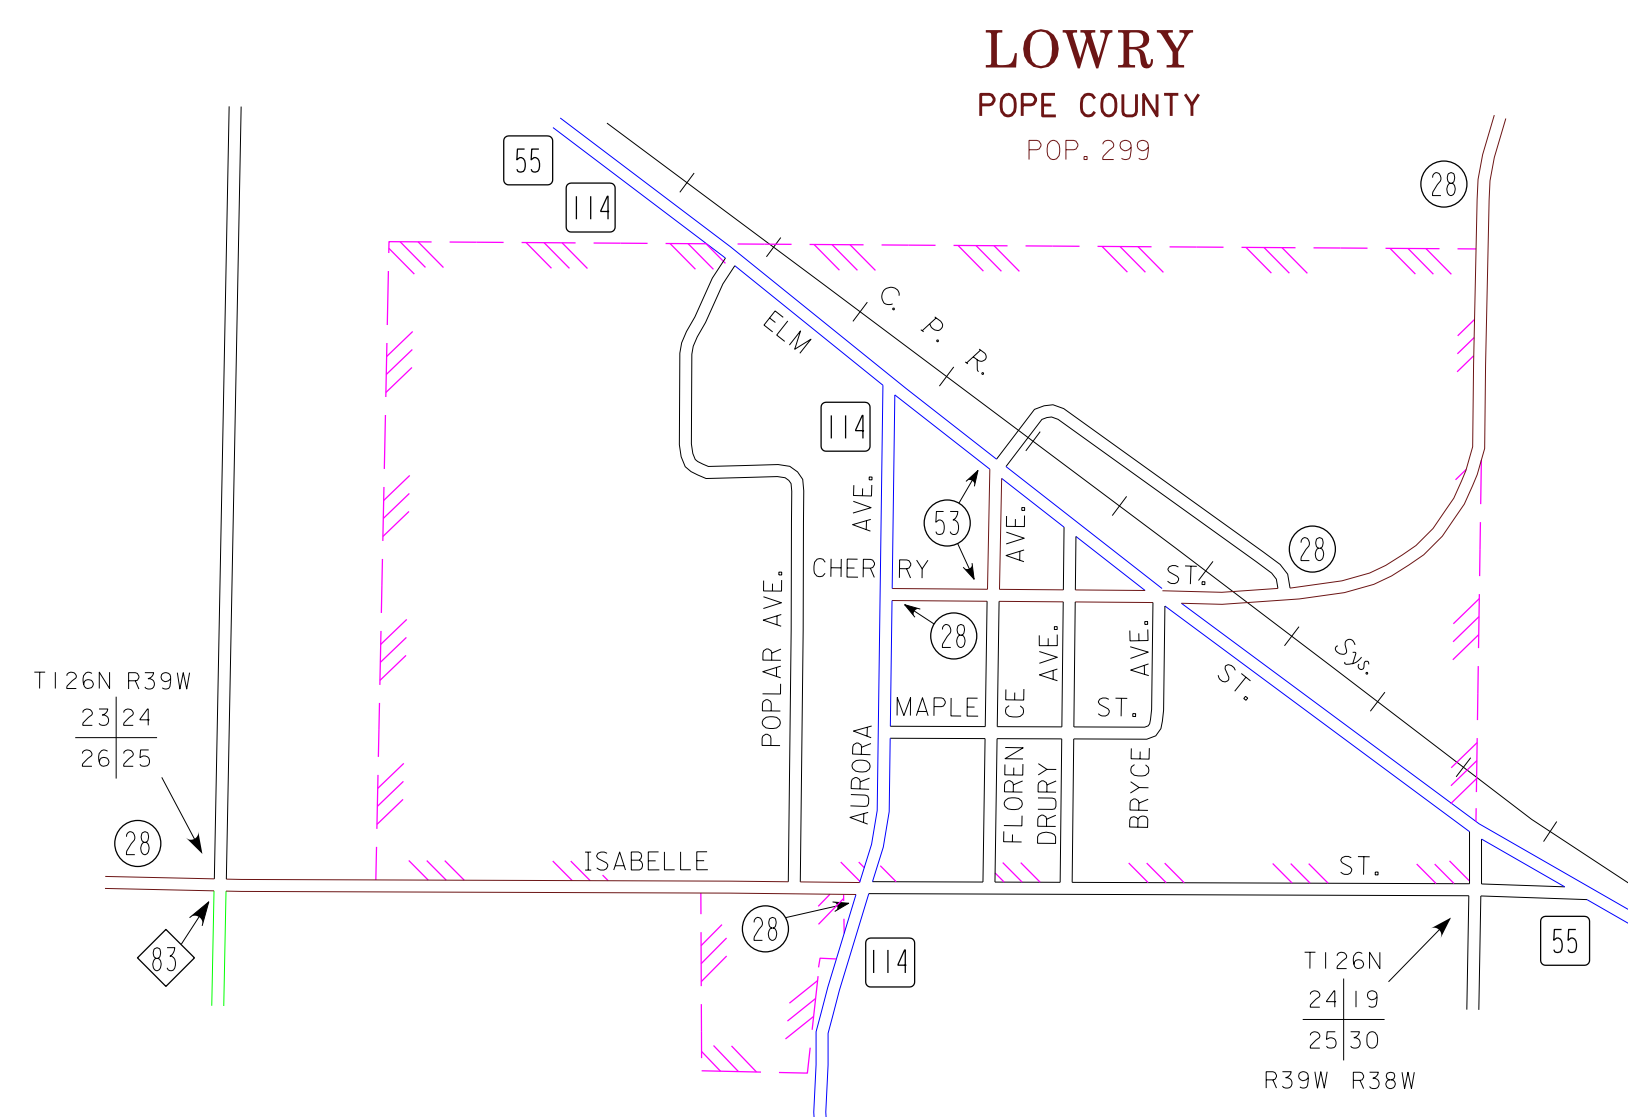 LOWRY
POPE COUNTY
POP. 299
55
114
28
C. P. R.
ELM
114
AVE.
53
AVE.
28
CHERRY
ST.
POPLAR AVE.
28
AVE.
AVE.
Sys.
ST.
T126N R39W
23 24
26 25
MAPLE
ST.
FLORENCE
AURORA
DRURY
BRYCE
28
ISABELLE
ST.
28
83
114
55
T126N
24 19
25 30
R39W R38W